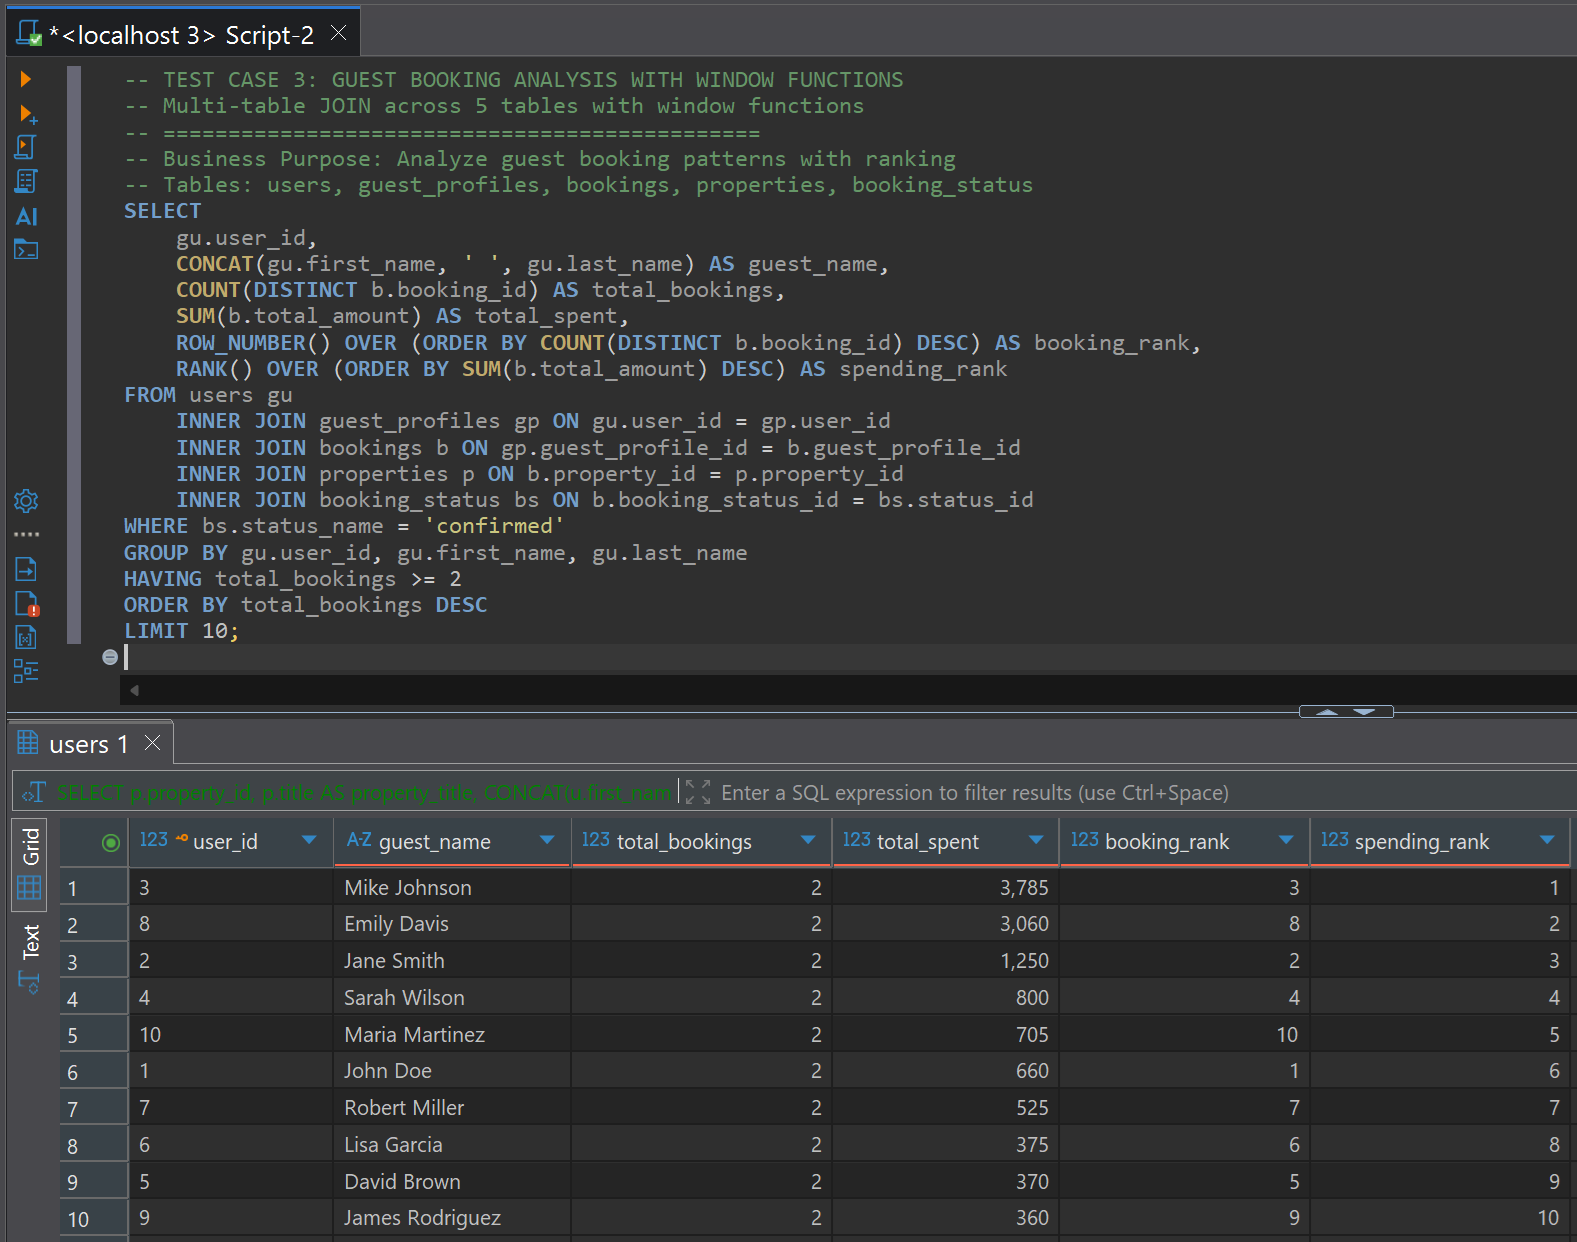 *<localhost 3> Script-2
-- TEST CASE 3: GUEST BOOKING ANALYSIS WITH WINDOW FUNCTIONS
-- Multi-table JOIN across 5 tables with window functions
-- ==============================================
-- Business Purpose: Analyze guest booking patterns with ranking
-- Tables: users, guest_profiles, bookings, properties, booking_status
SELECT
gu.user_id,
CONCAT(gu.first_name, ' ', gu.last_name) AS guest_name,
COUNT(DISTINCT b.booking_id) AS total_bookings,
SUM(b.total_amount) AS total_spent,
ROW_NUMBER() OVER (ORDER BY COUNT(DISTINCT b.booking_id) DESC) AS booking_rank,
RANK() OVER (ORDER BY SUM(b.total_amount) DESC) AS spending_rank
FROM users gu
INNER JOIN guest_profiles gp ON gu.user_id = gp.user_id
INNER JOIN bookings b ON gp.guest_profile_id = b.guest_profile_id
INNER JOIN properties p ON b.property_id = p.property_id
INNER JOIN booking_status bs ON b.booking_status_id = bs.status_id
WHERE bs.status_name = 'confirmed'
GROUP BY gu.user_id, gu.first_name, gu.last_name
HAVING total_bookings >= 2
ORDER BY total_bookings DESC
LIMIT 10;
AI
users 1
SELECT p.property_id, p.title AS property_title, CONCAT(u.first_nam Enter a SQL expression to filter results (use Ctrl+Space)
Grid
Text
123 user_id A-Z guest_name 123 total_bookings 123 total_spent 123 booking_rank 123 spending_rank
1 3 Mike Johnson 2 3,785 3 1
2 8 Emily Davis 2 3,060 8 2
3 2 Jane Smith 2 1,250 2 3
4 4 Sarah Wilson 2 800 4 4
5 10 Maria Martinez 2 705 10 5
6 1 John Doe 2 660 1 6
7 7 Robert Miller 2 525 7 7
8 6 Lisa Garcia 2 375 6 8
9 5 David Brown 2 370 5 9
10 9 James Rodriguez 2 360 9 10